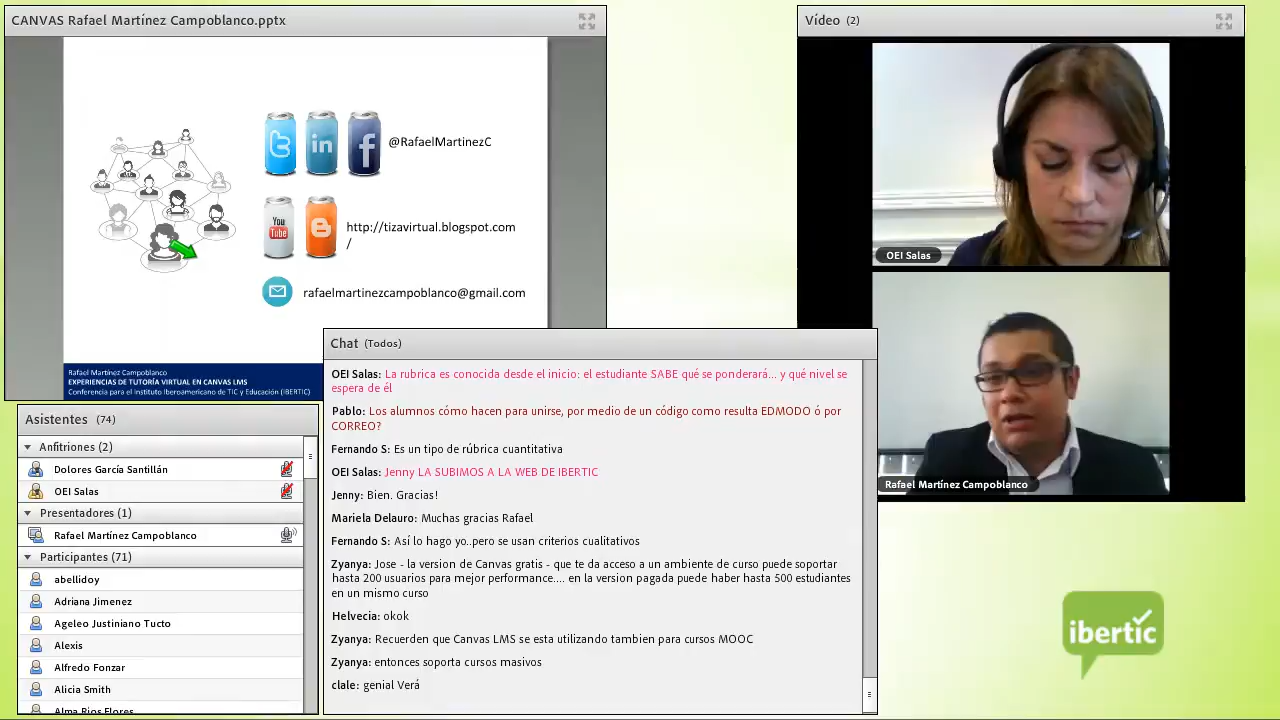 CANVAS Rafael Martínez Campoblanco.pptx
in
f
@RafaelMartinezC
You
Tube
http://tizavirtual.blogspot.com
/
rafaelmartinezcampoblanco@gmail.com
Rafael Martínez Campoblanco
EXPERIENCIAS DE TUTORÍA VIRTUAL EN CANVAS LMS
Conferencia para el Instituto Iberoamericano de TIC y Educación (IBERTIC)
Vídeo (2)
OEI Salas
Rafael Martínez Campoblanco
Asistentes (74)
Anfitriones (2)
Dolores García Santillán
OEI Salas
Presentadores (1)
Rafael Martínez Campoblanco
Participantes (71)
abellidoy
Adriana Jimenez
Ageleo Justiniano Tucto
Alexis
Alfredo Fonzar
Alicia Smith
Alma Rios Flores
Chat (Todos)
OEI Salas: La rubrica es conocida desde el inicio: el estudiante SABE qué se ponderará... y qué nivel se
espera de él
Pablo: Los alumnos cómo hacen para unirse, por medio de un código como resulta EDMODO ó por
CORREO?
Fernando S: Es un tipo de rúbrica cuantitativa
OEI Salas: Jenny LA SUBIMOS A LA WEB DE IBERTIC
Jenny: Bien. Gracias!
Mariela Delauro: Muchas gracias Rafael
Fernando S: Así lo hago yo..pero se usan criterios cualitativos
Zyanya: Jose - la version de Canvas gratis - que te da acceso a un ambiente de curso puede soportar
hasta 200 usuarios para mejor performance.... en la version pagada puede haber hasta 500 estudiantes
en un mismo curso
Helvecia: okok
Zyanya: Recuerden que Canvas LMS se esta utilizando tambien para cursos MOOC
Zyanya: entonces soporta cursos masivos
clale: genial Verá
ibertic